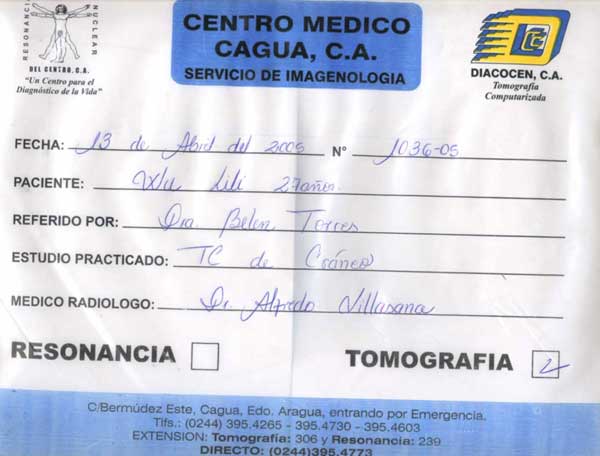 RESONANCIA NUCLEAR
DEL CENTRO, C.A.
"Un Centro para el
Diagnóstico de la Vida"
CENTRO MEDICO
CAGUA, C.A.
SERVICIO DE IMAGENOLOGIA
DIACOCEN, C.A.
Tomografía
Computarizada
FECHA: 13 de Abril del 2005 N° 1036-05
PACIENTE: Lili 27 años.
REFERIDO POR: Dra. Belen Torres
ESTUDIO PRACTICADO: TC de Cráneo
MEDICO RADIOLOGO: Dr. Alfredo Villasana
RESONANCIA TOMOGRAFIA
C/Bermúdez Este, Cagua, Edo. Aragua, entrando por Emergencia.
Tlfs.: (0244) 395.4265 - 395.4730 - 395.4603
EXTENSION: Tomografía: 306 y Resonancia: 239
DIRECTO: (0244)395.4773